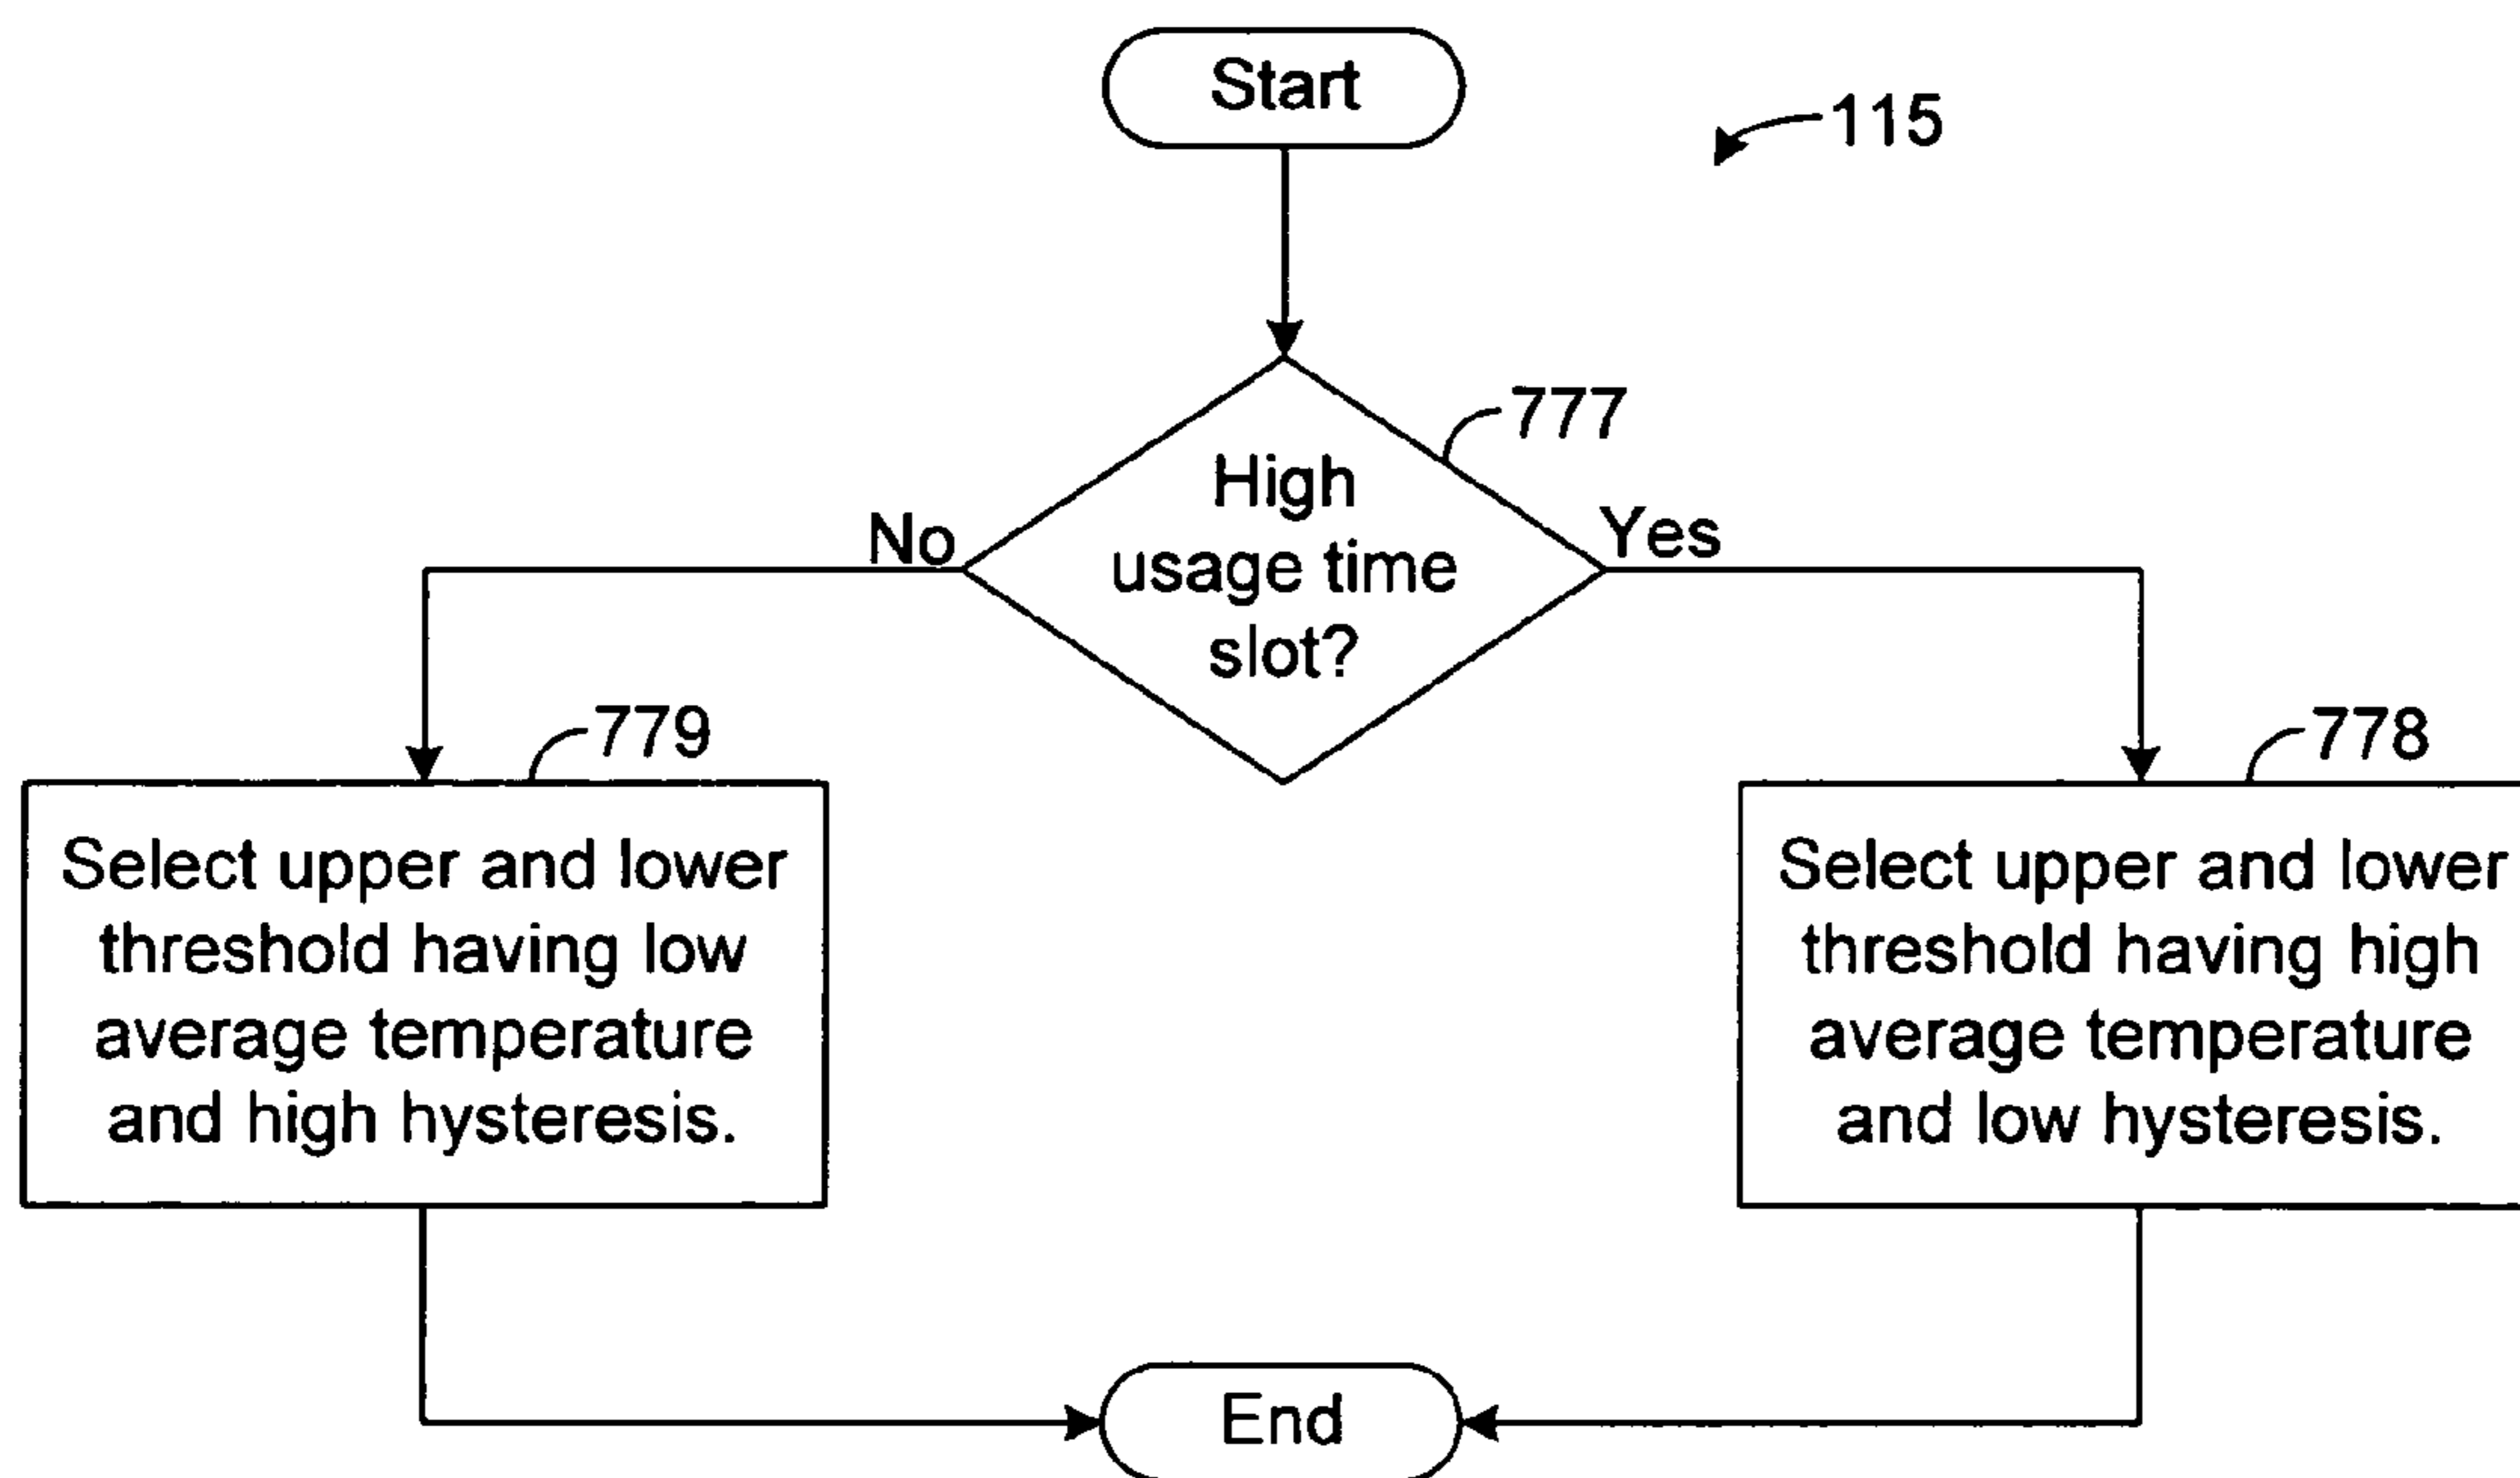 Start
115
777
High
usage time
slot?
No
Yes
779
Select upper and lower
threshold having low
average temperature
and high hysteresis.
778
Select upper and lower
threshold having high
average temperature
and low hysteresis.
End